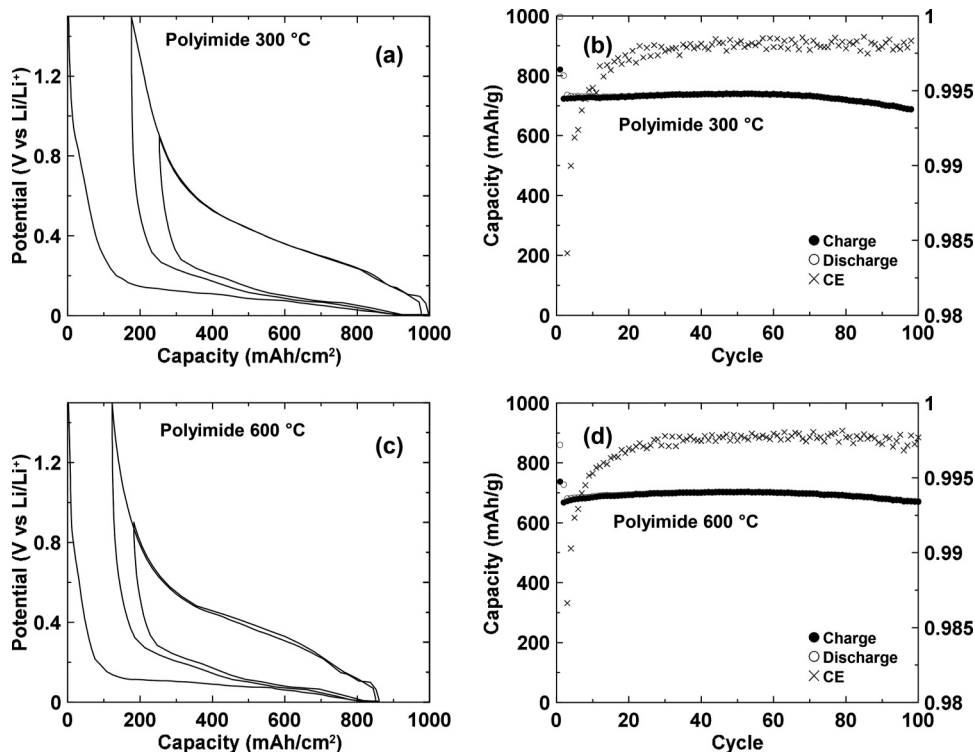 Polyimide 300 °C
(a)
1.2
0.8
0.4
0
Potential (V vs Li/Li⁺)
0 200 400 600 800 1000
Capacity (mAh/cm²)
(b)
1000
800
600
400
200
0
Capacity (mAh/g)
1
0.995
0.99
0.985
0.98
Polyimide 300 °C
Charge
Discharge
CE
0 20 40 60 80 100
Cycle
Polyimide 600 °C
(c)
1.2
0.8
0.4
0
Potential (V vs Li/Li⁺)
0 200 400 600 800 1000
Capacity (mAh/cm²)
(d)
1000
800
600
400
200
0
Capacity (mAh/g)
1
0.995
0.99
0.985
0.98
Polyimide 600 °C
Charge
Discharge
CE
0 20 40 60 80 100
Cycle